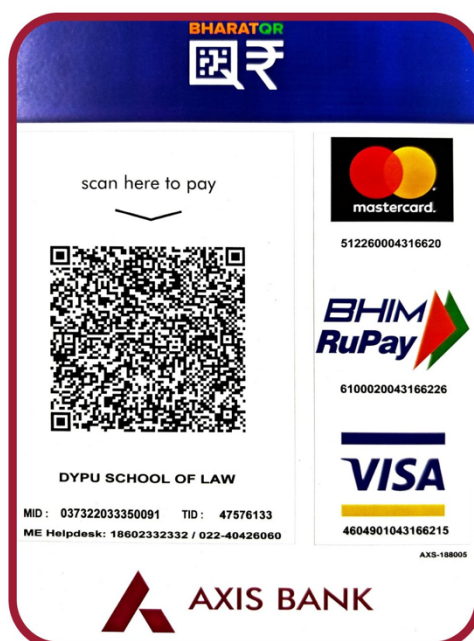 BHARATQR
scan here to pay
mastercard.
512260004316620
BHIM
RuPay
6100020043166226
VISA
4604901043166215
DYPU SCHOOL OF LAW
MID : 037322033350091 TID : 47576133
ME Helpdesk: 18602332332 / 022-40426060
AXS-188005
AXIS BANK